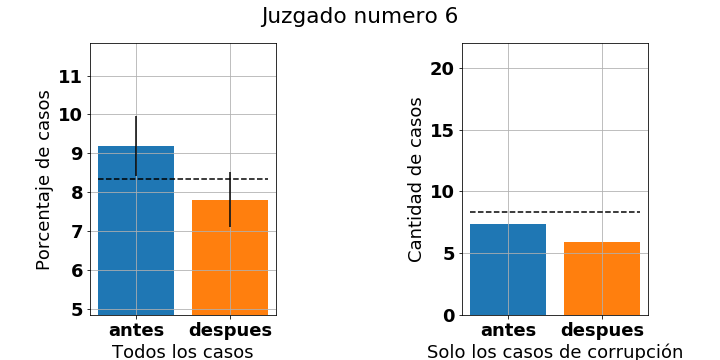 Juzgado numero 6
Porcentaje de casos
11
10
9
8
7
6
5
antes despues
Todos los casos
Cantidad de casos
20
15
10
5
0
antes despues
Solo los casos de corrupción